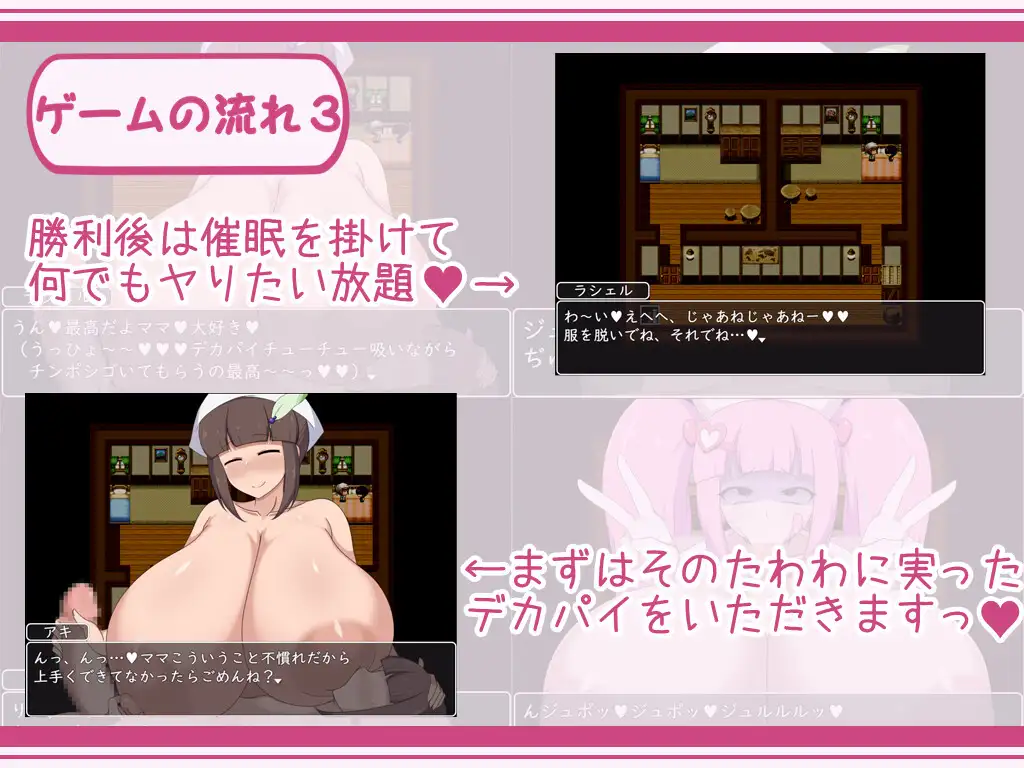 ゲームの流れ３
勝利後は催眠を掛けて
何でもヤりたい放題♥→
ラシェル
わ～い♥えへへ、じゃあねじゃあねー♥♥
服を脱いでね、それでね…♥
うん♥最高だよママ♥大好き♥
（うっひょ～～♥♥♥デカパイチューチュー吸いながら
チンポシゴいてもらうの最高～～っ♥♥）
アキ
んっ、んっ…♥ママこういうこと不慣れだから
上手くできてなかったらごめんね？
←まずはそのたわわに実った
デカパイをいただきますっ♥
んジュボッ♥ジュポッ♥ジュルルルッ♥